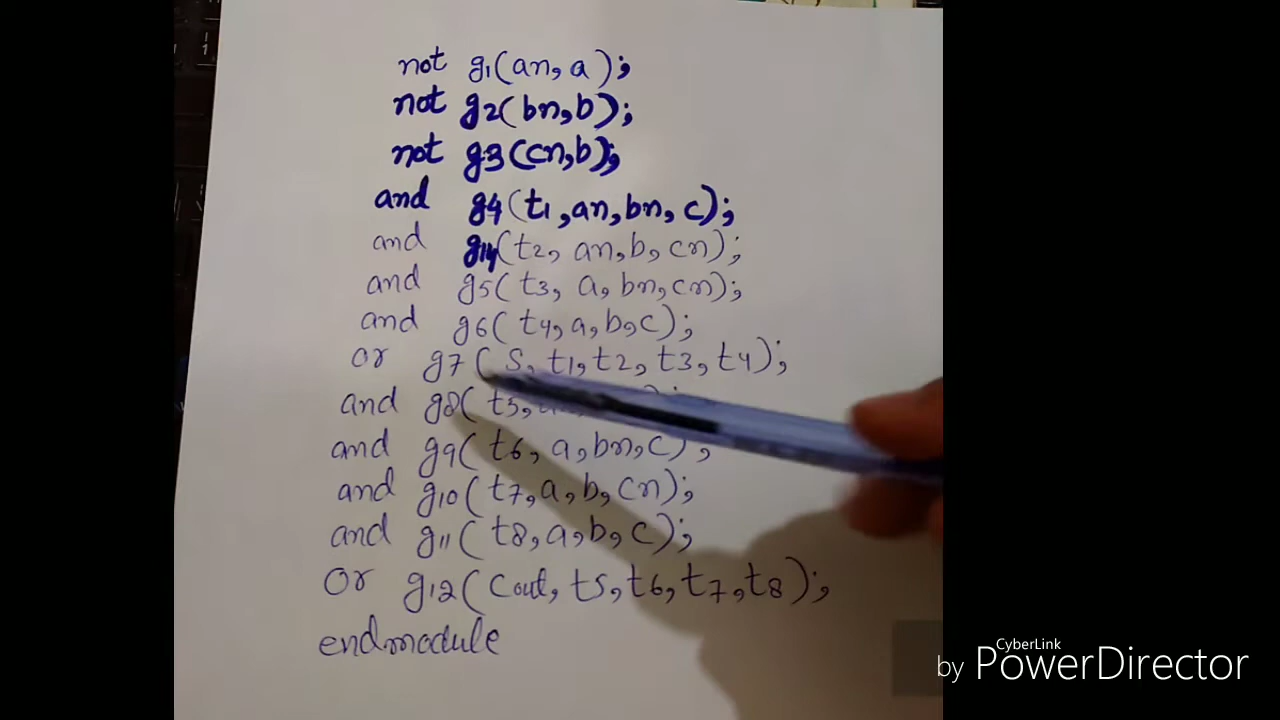 not g1(an, a);
not g2(bn,b);
not g3(cn,b);
and g4(t1,an,bn,c);
and g14(t2, an,b,cn);
and g5(t3, a,bn,cn);
and g6(t4,a,b,c);
or g7(S,t1,t2,t3,t4);
and g8(t5,
and g9(t6,a,bn,c);
and g10(t7,a,b,cn);
and g11(t8,a,b,c);
Or g12(Cout,t5,t6,t7,t8);
endmodule
CyberLink
by PowerDirector